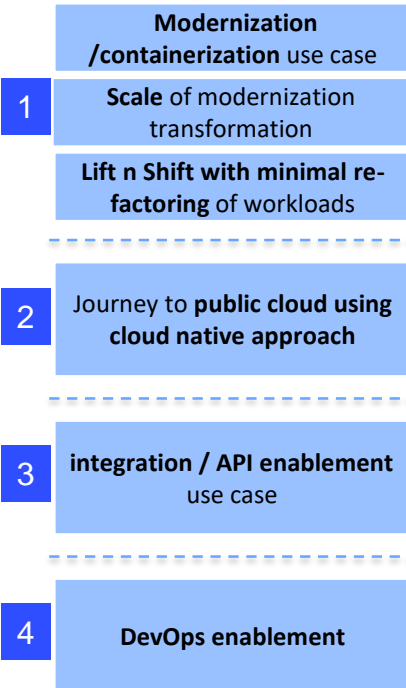 Modernization
/containerization use case
1
Scale of modernization
transformation
Lift n Shift with minimal re-
factoring of workloads
2
Journey to public cloud using
cloud native approach
3
integration / API enablement
use case
4
DevOps enablement